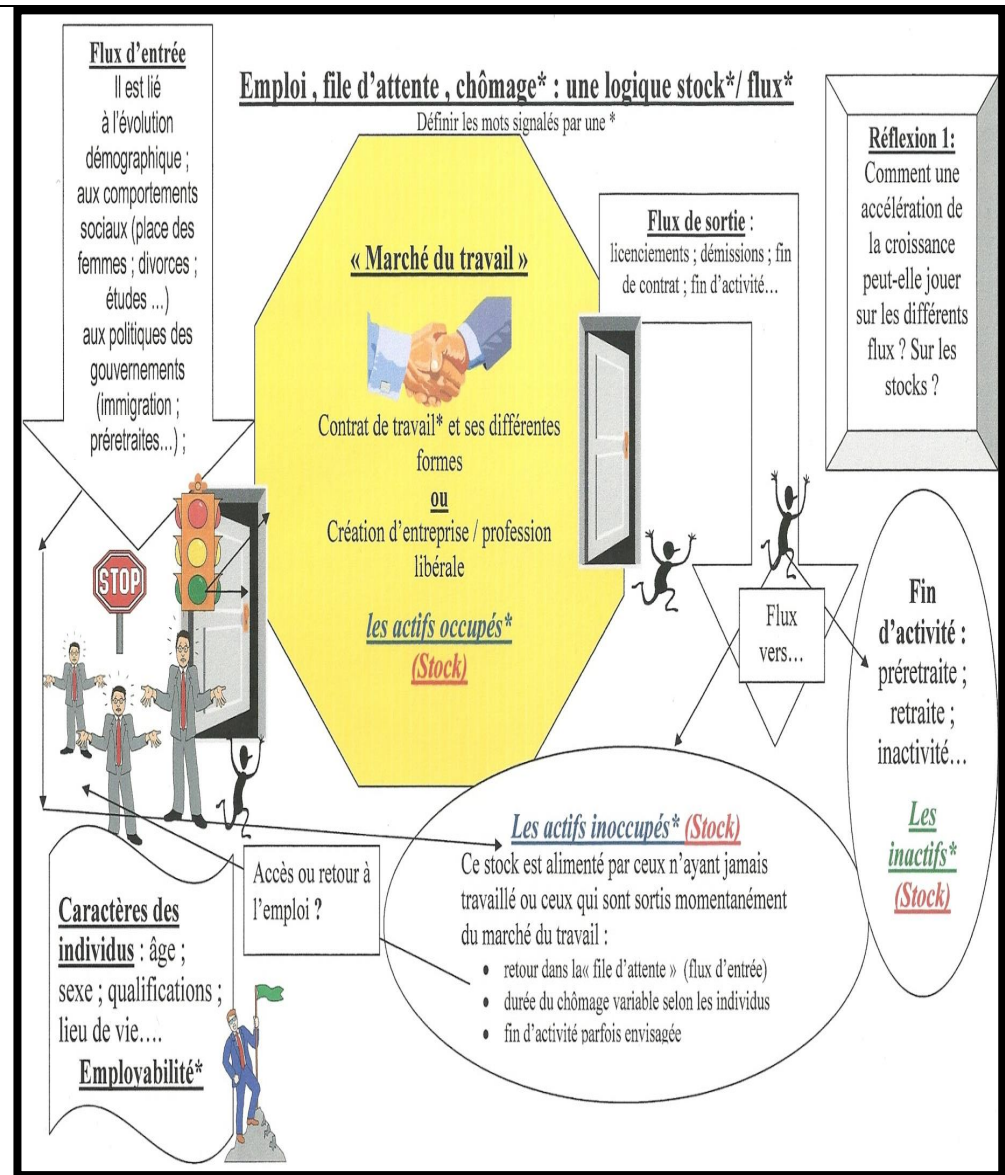 Flux d'entrée
Il est lié
à l'évolution
démographique ;
aux comportements
sociaux (place des
femmes ; divorces ;
études ...)
aux politiques des
gouvernements
(immigration ;
préretraites...) ;
Emploi , file d'attente , chômage* : une logique stock*/ flux*
Définir les mots signalés par une *
« Marché du travail »
Contrat de travail* et ses différentes
formes
ou
Création d'entreprise / profession
libérale
les actifs occupés*
(Stock)
Flux de sortie :
licenciements ; démissions ; fin
de contrat ; fin d'activité...
Réflexion 1:
Comment une
accélération de
la croissance
peut-elle jouer
sur les différents
flux ? Sur les
stocks ?
STOP
Flux
vers...
Fin
d'activité :
préretraite ;
retraite ;
inactivité...
Les
inactifs*
(Stock)
Les actifs inoccupés* (Stock)
Ce stock est alimenté par ceux n'ayant jamais
travaillé ou ceux qui sont sortis momentanément
du marché du travail :
• retour dans la« file d'attente » (flux d'entrée)
• durée du chômage variable selon les individus
• fin d'activité parfois envisagée
Accès ou retour à
l'emploi ?
Caractères des
individus : âge ;
sexe ; qualifications ;
lieu de vie....
Employabilité*